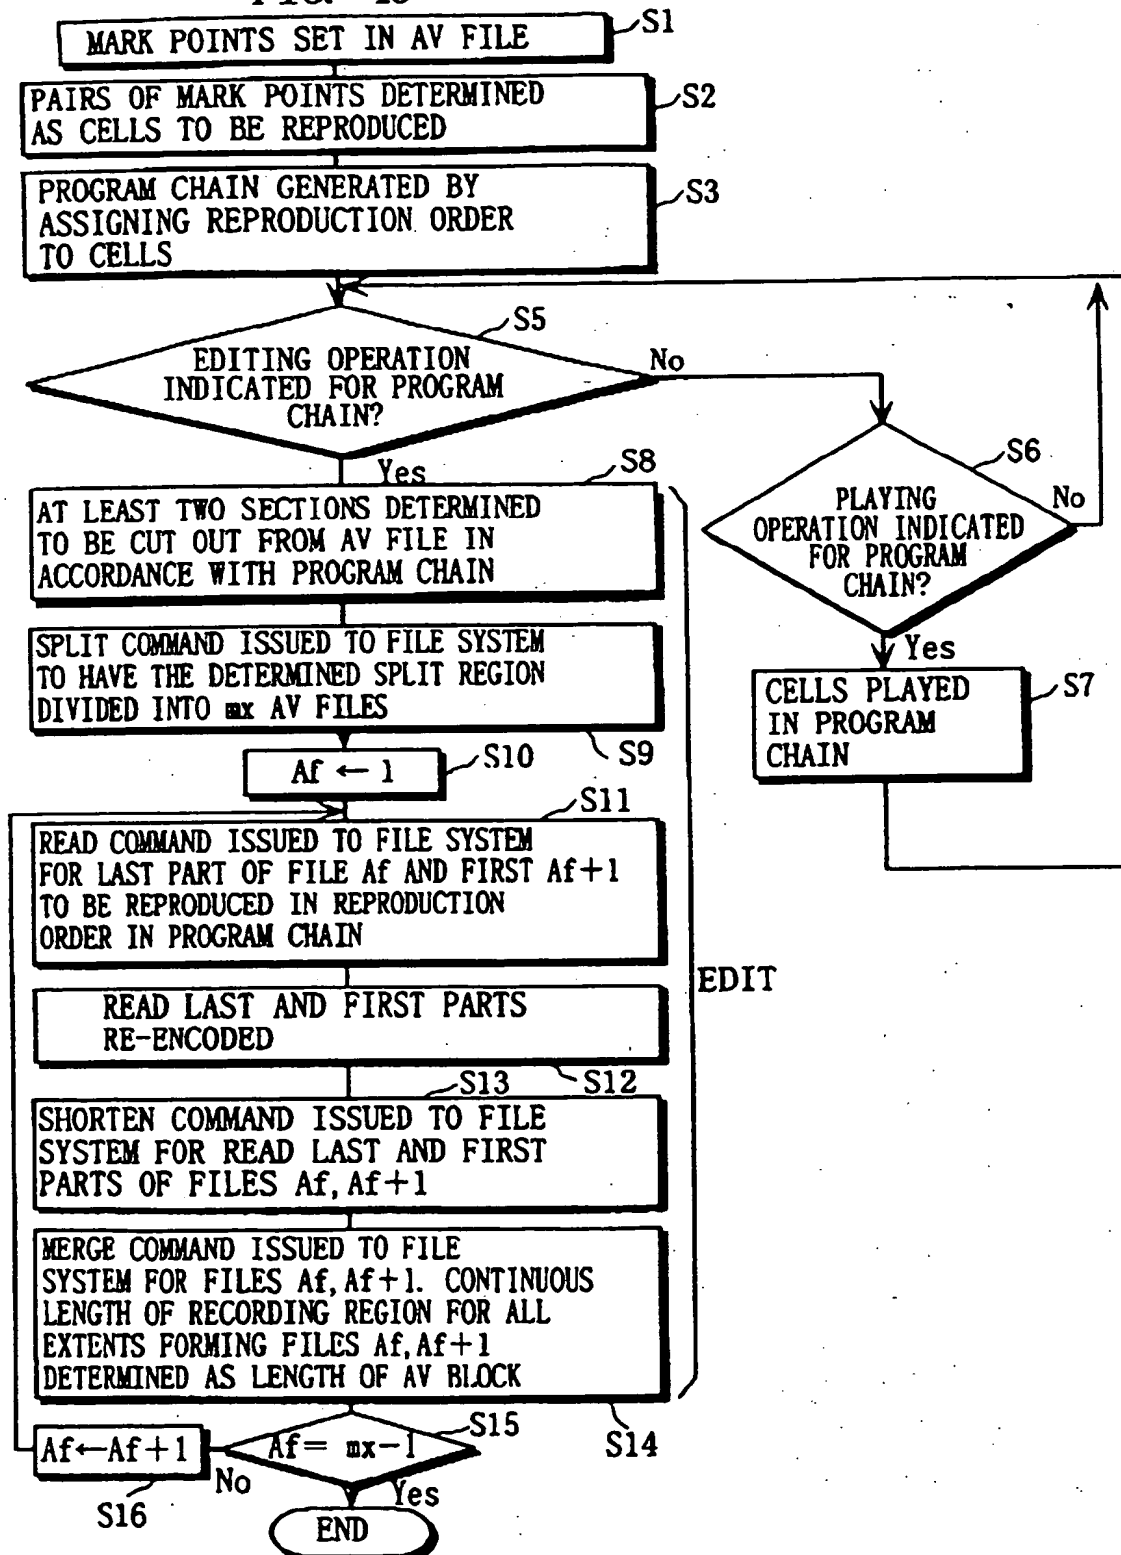 MARK POINTS SET IN AV FILE
S1
PAIRS OF MARK POINTS DETERMINED
AS CELLS TO BE REPRODUCED
S2
PROGRAM CHAIN GENERATED BY
ASSIGNING REPRODUCTION ORDER
TO CELLS
S3
S5
EDITING OPERATION
INDICATED FOR PROGRAM
CHAIN?
No
Yes
S6
PLAYING
OPERATION INDICATED
FOR PROGRAM
CHAIN?
No
Yes
S7
CELLS PLAYED
IN PROGRAM
CHAIN
S8
AT LEAST TWO SECTIONS DETERMINED
TO BE CUT OUT FROM AV FILE IN
ACCORDANCE WITH PROGRAM CHAIN
SPLIT COMMAND ISSUED TO FILE SYSTEM
TO HAVE THE DETERMINED SPLIT REGION
DIVIDED INTO mx AV FILES
S9
Af ← 1
S10
S11
READ COMMAND ISSUED TO FILE SYSTEM
FOR LAST PART OF FILE Af AND FIRST Af+1
TO BE REPRODUCED IN REPRODUCTION
ORDER IN PROGRAM CHAIN
EDIT
READ LAST AND FIRST PARTS
RE-ENCODED
S12
S13
SHORTEN COMMAND ISSUED TO FILE
SYSTEM FOR READ LAST AND FIRST
PARTS OF FILES Af, Af+1
MERGE COMMAND ISSUED TO FILE
SYSTEM FOR FILES Af, Af+1. CONTINUOUS
LENGTH OF RECORDING REGION FOR ALL
EXTENTS FORMING FILES Af, Af+1
DETERMINED AS LENGTH OF AV BLOCK
S14
S15
Af= mx-1
No
Yes
Af←Af+1
S16
END